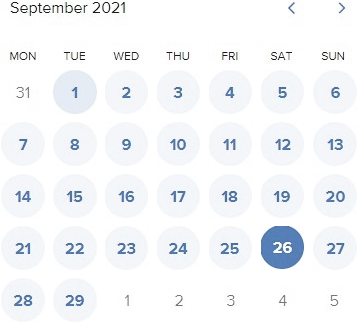 September 2021
MON TUE WED THU FRI SAT SUN
31 1 2 3 4 5 6
7 8 9 10 11 12 13
14 15 16 17 18 19 20
21 22 23 24 25 26 27
28 29 1 2 3 4 5